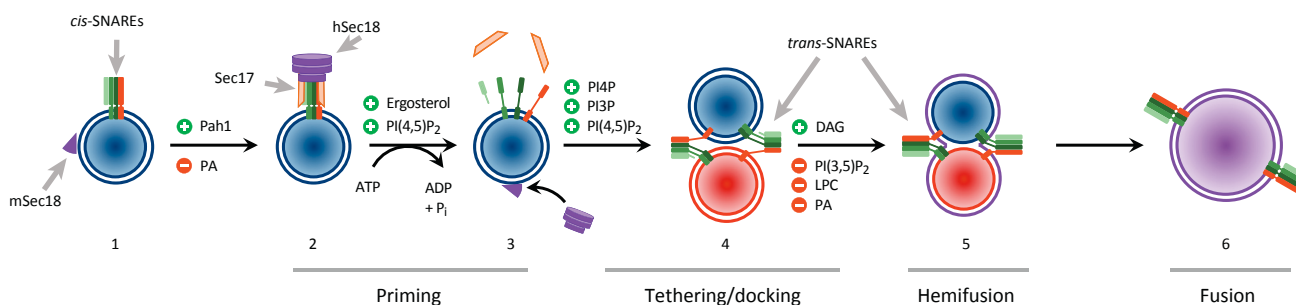 cis-SNAREs
mSec18
1
Pah1
PA
hSec18
Sec17
2
Ergosterol
PI(4,5)P₂
ATP
ADP
+ Pᵢ
3
PI4P
PI3P
PI(4,5)P₂
trans-SNAREs
4
DAG
PI(3,5)P₂
LPC
PA
5
6
Priming
Tethering/docking
Hemifusion
Fusion